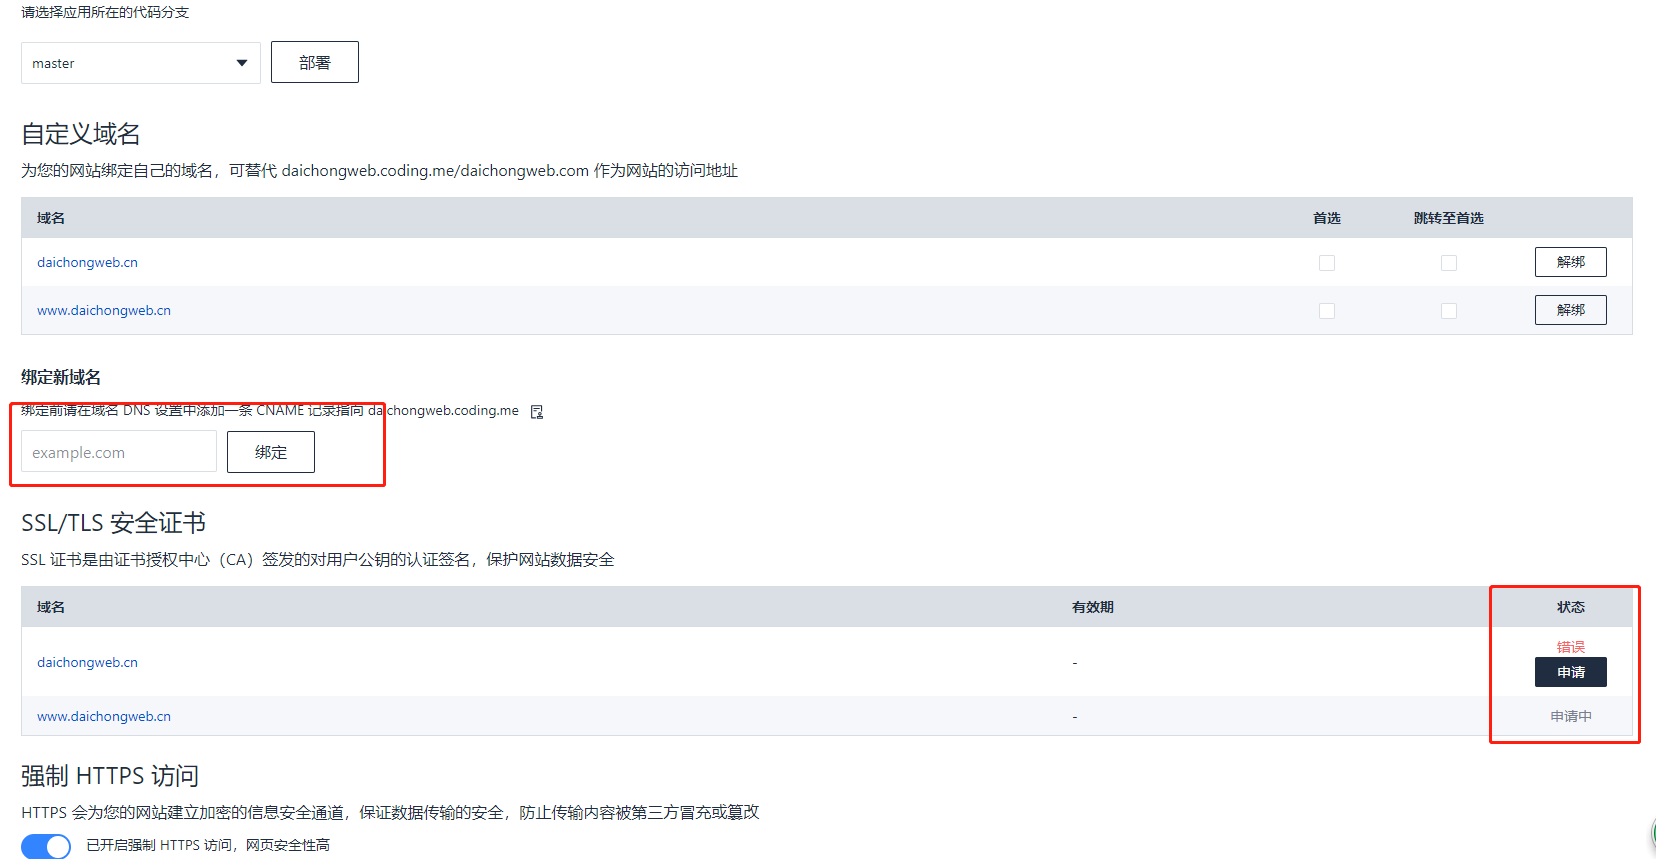 请选择应用所在的代码分支
master
部署
自定义域名
为您的网站绑定自己的域名，可替代 daichongweb.coding.me/daichongweb.com 作为网站的访问地址
域名 首选 跳转至首选
daichongweb.cn 解绑
www.daichongweb.cn 解绑
绑定新域名
绑定前请在域名 DNS 设置中添加一条 CNAME 记录指向 daichongweb.coding.me
example.com 绑定
SSL/TLS 安全证书
SSL 证书是由证书授权中心（CA）签发的对用户公钥的认证签名，保护网站数据安全
域名 有效期 状态
错误
daichongweb.cn - 申请
www.daichongweb.cn - 申请中
强制 HTTPS 访问
HTTPS 会为您的网站建立加密的信息安全通道，保证数据传输的安全，防止传输内容被第三方冒充或篡改
已开启强制 HTTPS 访问，网页安全性高